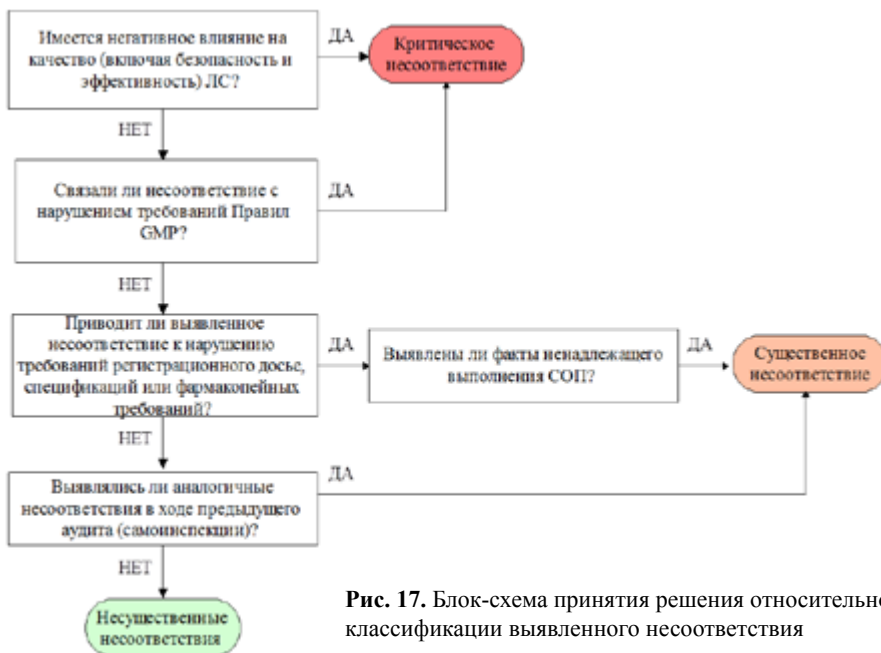 Имеется негативное влияние на
качество (включая безопасность и
эффективность) ЛС?
ДА
Критическое
несоответствие
НЕТ
Связали ли несоответствие с
нарушением требований Правил
GMP?
ДА
НЕТ
Приводит ли выявленное
несоответствие к нарушению
требований регистрационного досье,
спецификаций или фармакопейных
требований?
ДА
Выявлены ли факты ненадлежащего
выполнения СОП?
ДА
Существенное
несоответствие
НЕТ
Выявлялись ли аналогичные
несоответствия в ходе предыдущего
аудита (самоинспекции)?
ДА
НЕТ
Несущественные
несоответствия
Рис. 17. Блок-схема принятия решения относительно
классификации выявленного несоответствия